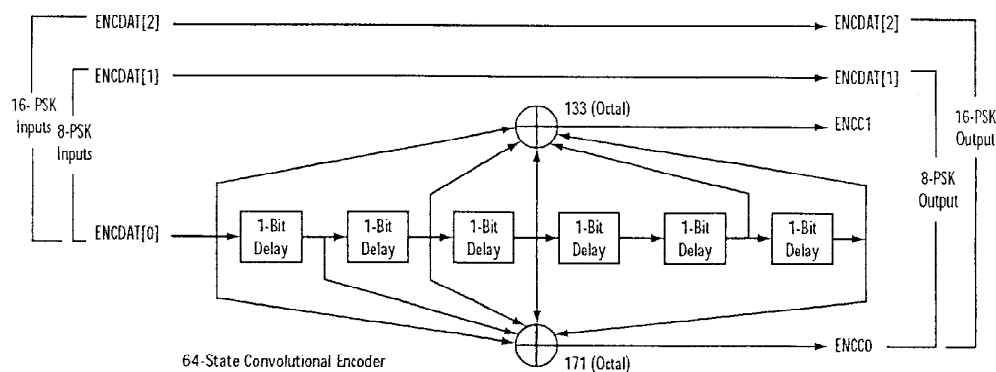 ENCDAT[2]
ENCDAT[2]
ENCDAT[1]
ENCDAT[1]
16- PSK
Inputs
8-PSK
Inputs
133 (Octal)
ENCC1
16-PSK
Output
8-PSK
Output
ENCDAT[0]
1-Bit
Delay
1-Bit
Delay
1-Bit
Delay
1-Bit
Delay
1-Bit
Delay
1-Bit
Delay
ENCC0
64-State Convolutional Encoder
171 (Octal)